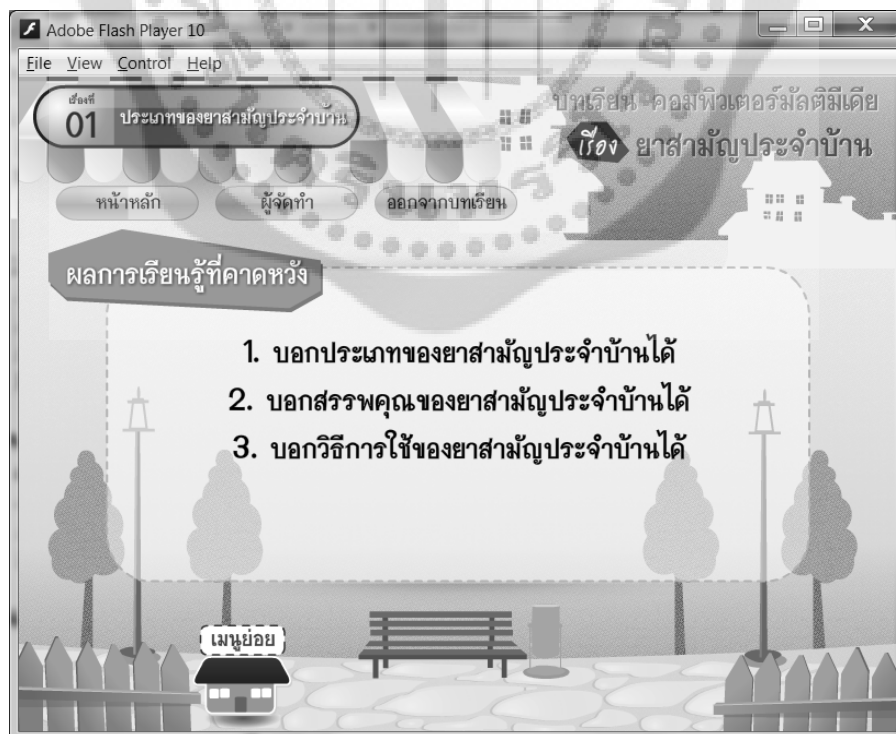 Adobe Flash Player 10
File View Control Help
เรื่องที่
01 ประเภทของยาสามัญประจำบ้าน
บทเรียน คอมพิวเตอร์มัลติมีเดีย
เรื่อง ยาสามัญประจำบ้าน
หน้าหลัก ผู้จัดทำ ออกจากบทเรียน
ผลการเรียนรู้ที่คาดหวัง
1. บอกประเภทของยาสามัญประจำบ้านได้
2. บอกสรรพคุณของยาสามัญประจำบ้านได้
3. บอกวิธีการใช้ของยาสามัญประจำบ้านได้
เมนูย่อย